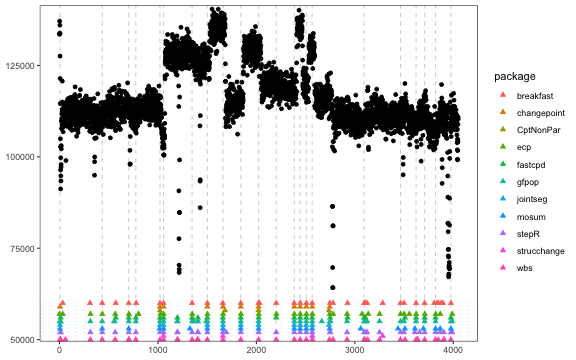 125000
100000
75000
50000
0
1000
2000
3000
4000
package
breakfast
changepoint
CptNonPar
ecp
fastcpd
gfpop
jointseg
mosum
stepR
strucchange
wbs